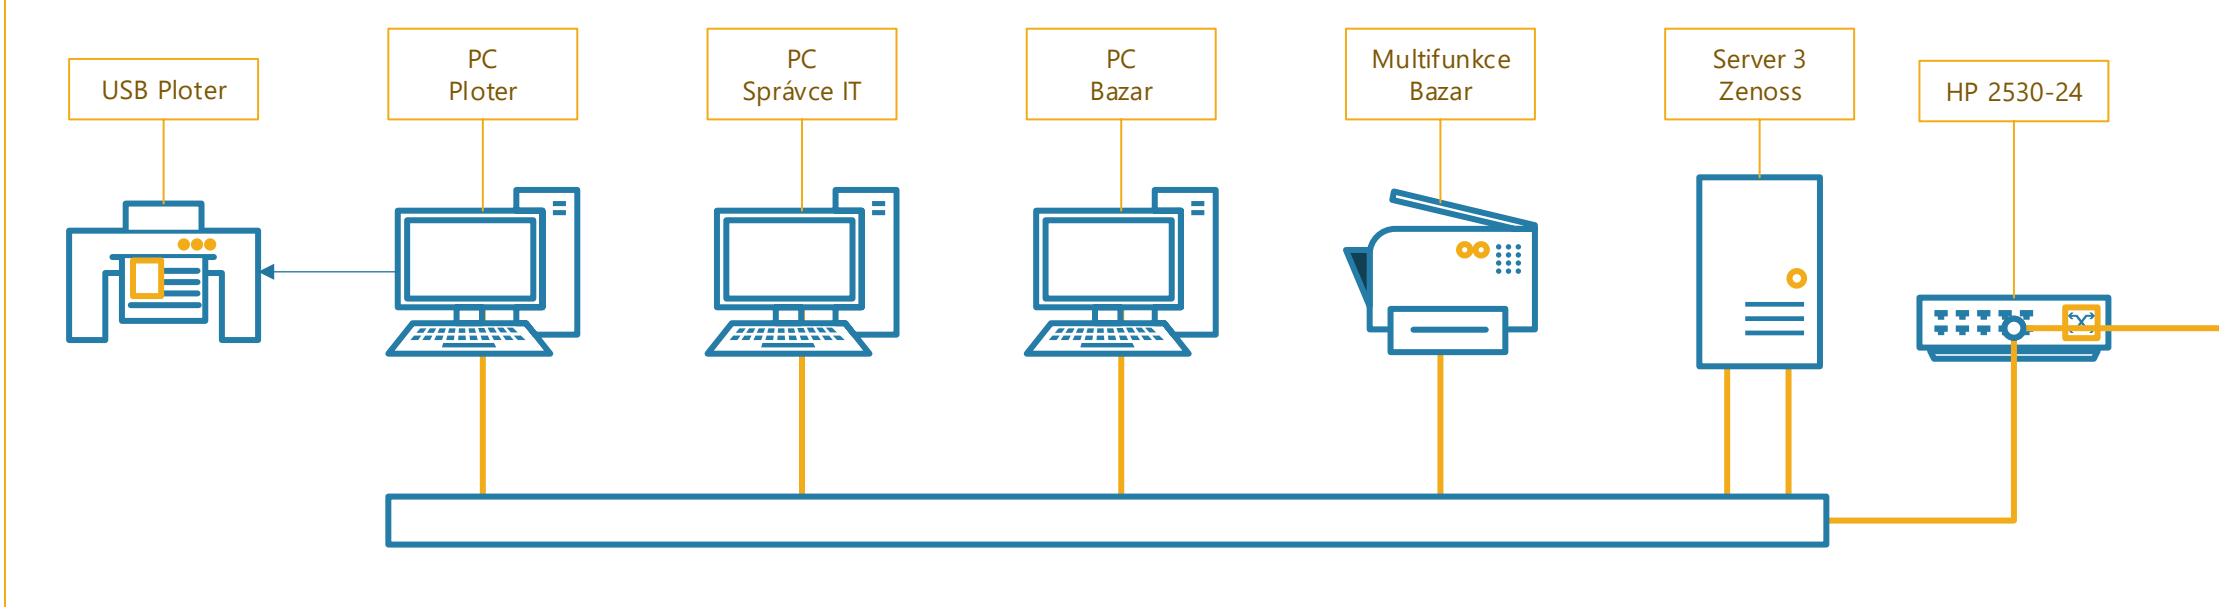 USB Ploter
PC
Ploter
PC
Správce IT
PC
Bazar
Multifunkce
Bazar
Server 3
Zenoss
HP 2530-24